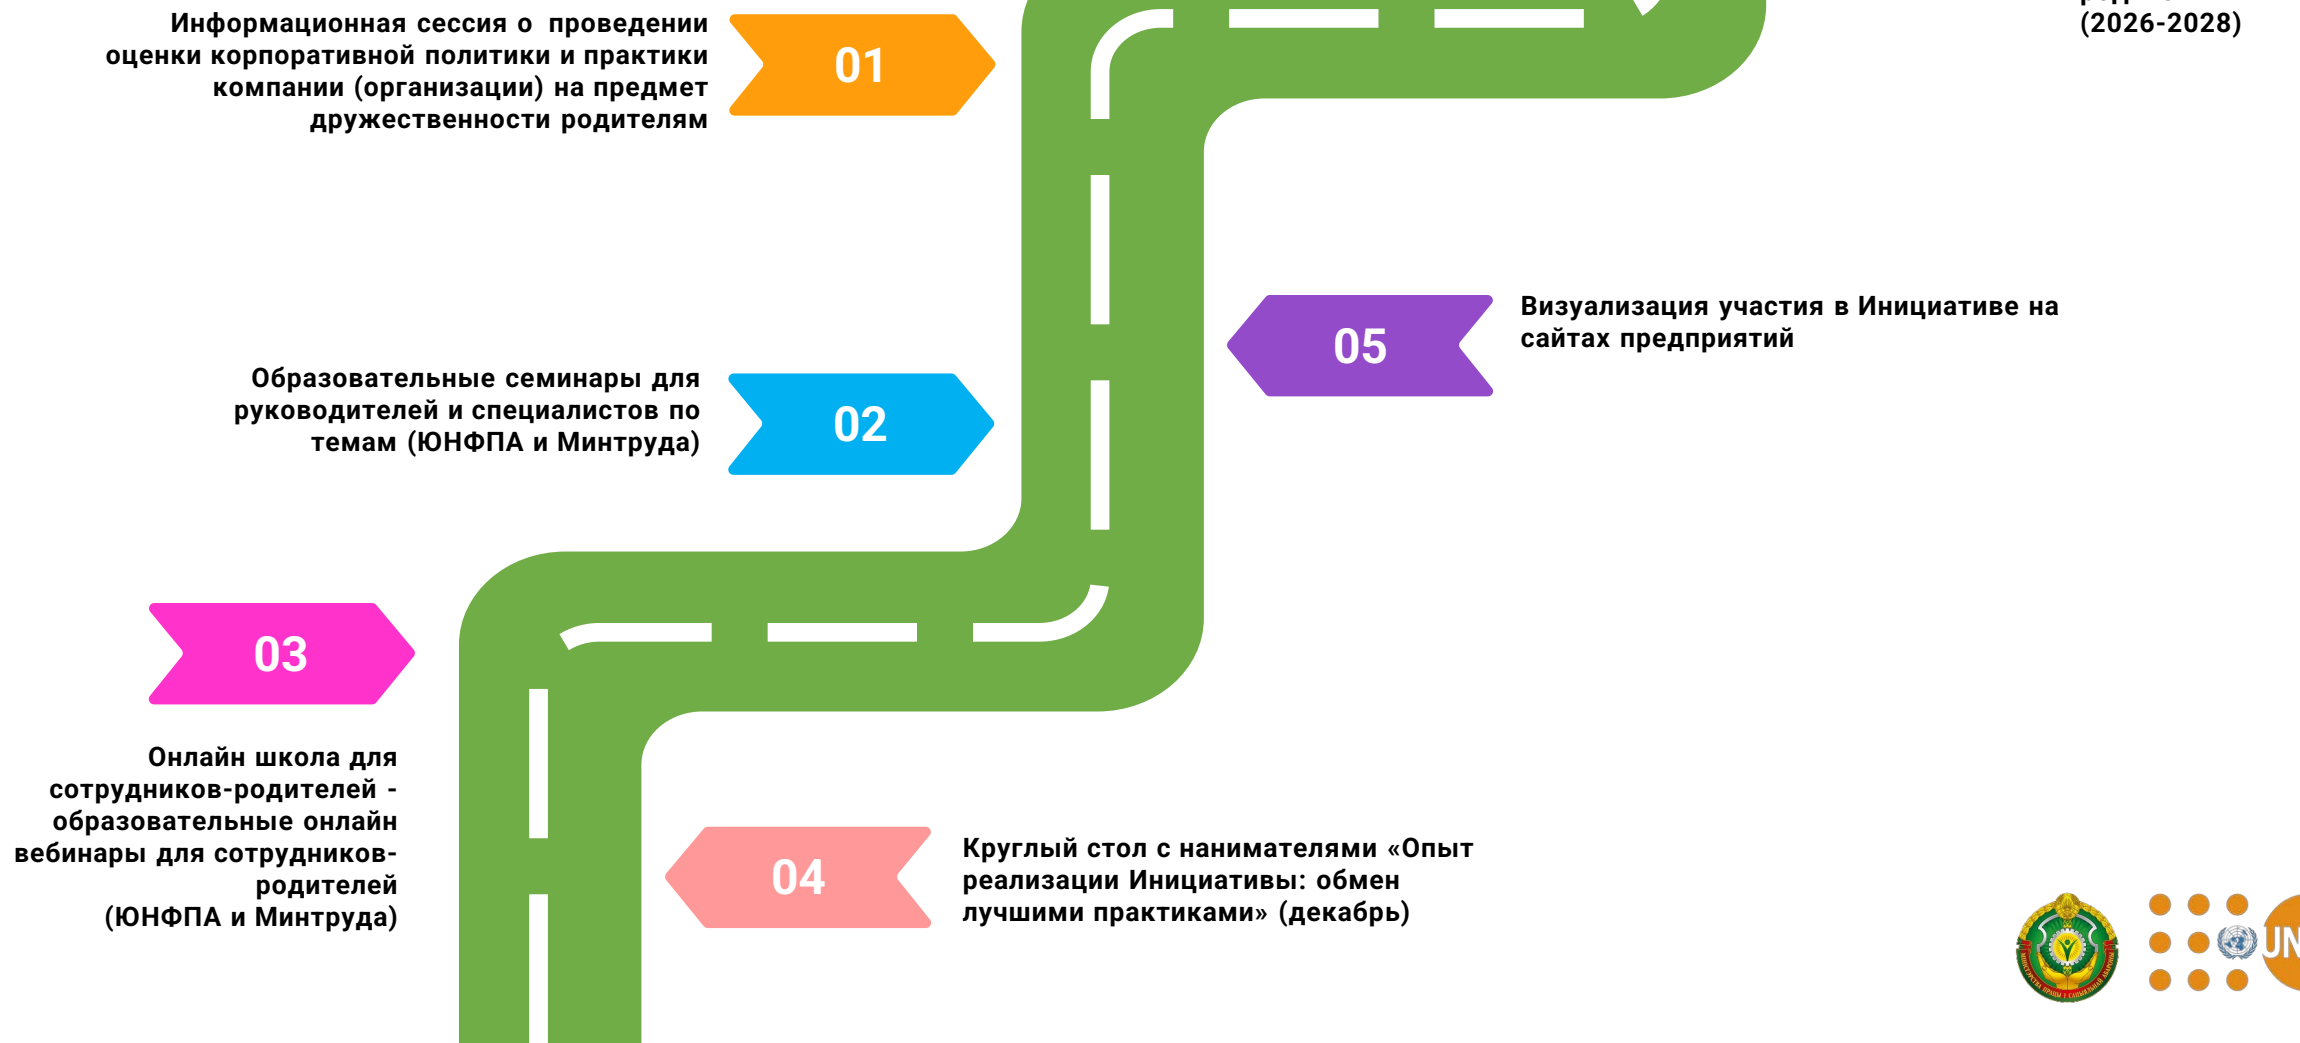 Информационная сессия о проведении
оценки корпоративной политики и практики
компании (организации) на предмет
дружественности родителям
01
(2026-2028)
Образовательные семинары для
руководителей и специалистов по
темам (ЮНФПА и Минтруда)
02
05
Визуализация участия в Инициативе на
сайтах предприятий
03
Онлайн школа для
сотрудников-родителей -
образовательные онлайн
вебинары для сотрудников-
родителей
(ЮНФПА и Минтруда)
04
Круглый стол с нанимателями «Опыт
реализации Инициативы: обмен
лучшими практиками» (декабрь)